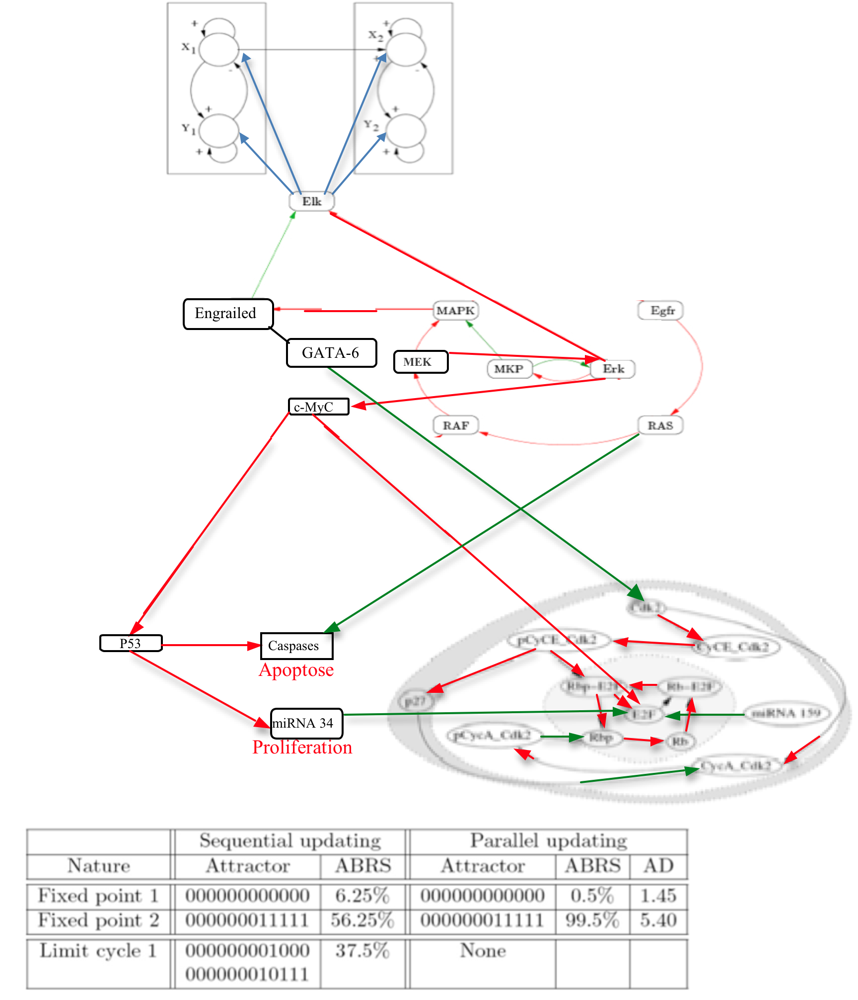 + +
X1 X2
+
- -
+ +
Y1 Y2
+ +
Elk
Engrailed
MAPK
Egfr
GATA-6
MEK
MKP
Erk
c-MyC
RAF
RAS
Cdk2
P53
Caspases
Apoptose
pCyCE_Cdk2
CyCE_Cdk2
Rbp-E2F
Rb-E2F
p27
E2F
miRNA 159
miRNA 34
Proliferation
pCycA_Cdk2
Rbp
Rb
CycA_Cdk2
Sequential updating Parallel updating
Nature Attractor ABRS Attractor ABRS AD
Fixed point 1 000000000000 6.25% 000000000000 0.5% 1.45
Fixed point 2 000000011111 56.25% 000000011111 99.5% 5.40
Limit cycle 1 000000001000 37.5% None
000000010111